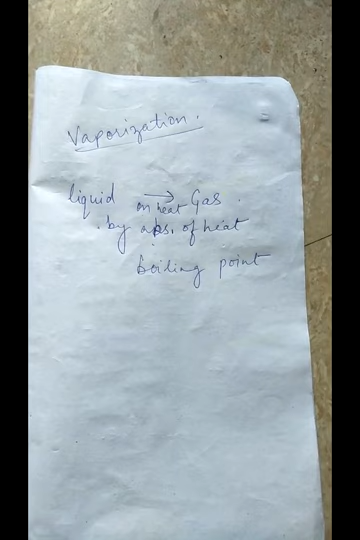 Vaporization.
liquid → Gas.
on heat
.by abs. of heat
boiling point